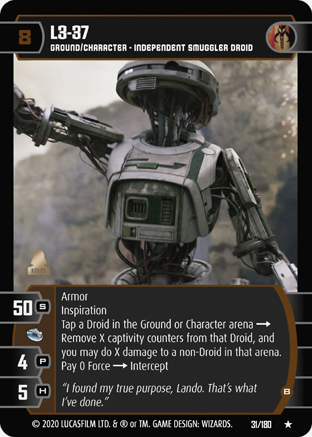 8
L3-37
GROUND/CHARACTER - INDEPENDENT SMUGGLER DROID
50 S
Armor
Inspiration
Tap a Droid in the Ground or Character arena →
Remove X captivity counters from that Droid, and
you may do X damage to a non-Droid in that arena.
4 P
Pay 0 Force → Intercept
5 H
"I found my true purpose, Lando. That's what
I've done."
B
© 2020 LUCASFILM LTD. & ® or TM. GAME DESIGN: WIZARDS.
31/180